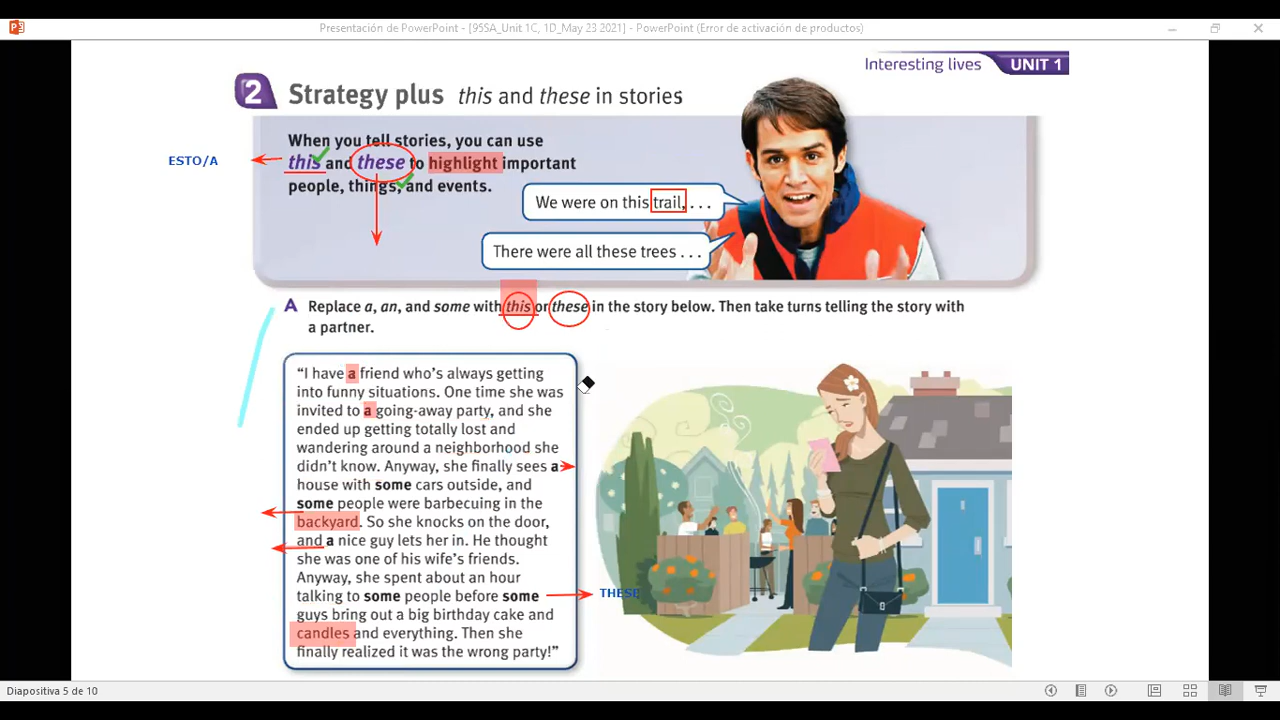 Presentación de PowerPoint - [95SA_Unit 1C, 1D_May 23 2021] - PowerPoint (Error de activación de productos)
Interesting lives UNIT 1
2 Strategy plus this and these in stories
When you tell stories, you can use
ESTO/A
this and these to highlight important
people, things, and events.
We were on this trail, . . .
There were all these trees . . .
A Replace a, an, and some with this or these in the story below. Then take turns telling the story with
a partner.
“I have a friend who’s always getting
into funny situations. One time she was
invited to a going-away party, and she
ended up getting totally lost and
wandering around a neighborhood she
didn’t know. Anyway, she finally sees a
house with some cars outside, and
some people were barbecuing in the
backyard. So she knocks on the door,
and a nice guy lets her in. He thought
she was one of his wife’s friends.
Anyway, she spent about an hour
talking to some people before some
THESE
guys bring out a big birthday cake and
candles and everything. Then she
finally realized it was the wrong party!”
Diapositiva 5 de 10